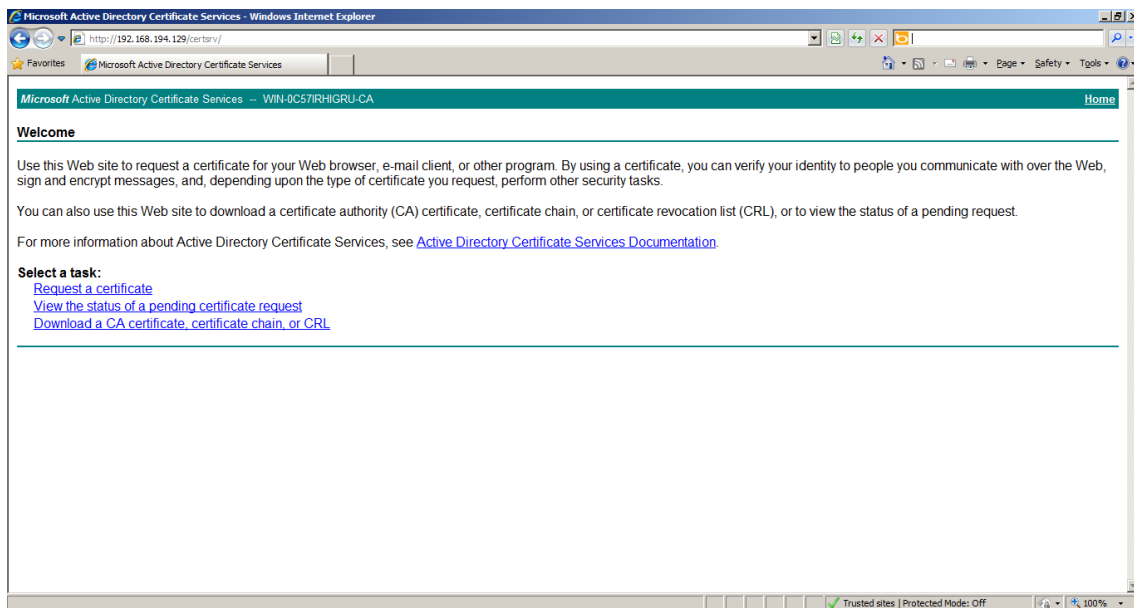 Microsoft Active Directory Certificate Services - Windows Internet Explorer
http://192.168.194.129/certsrv/
Favorites Microsoft Active Directory Certificate Services Page Safety Tools
Microsoft Active Directory Certificate Services -- WIN-0C57IRHIGRU-CA Home
Welcome
Use this Web site to request a certificate for your Web browser, e-mail client, or other program. By using a certificate, you can verify your identity to people you communicate with over the Web,
sign and encrypt messages, and, depending upon the type of certificate you request, perform other security tasks.
You can also use this Web site to download a certificate authority (CA) certificate, certificate chain, or certificate revocation list (CRL), or to view the status of a pending request.
For more information about Active Directory Certificate Services, see Active Directory Certificate Services Documentation.
Select a task:
Request a certificate
View the status of a pending certificate request
Download a CA certificate, certificate chain, or CRL
Trusted sites | Protected Mode: Off 100%